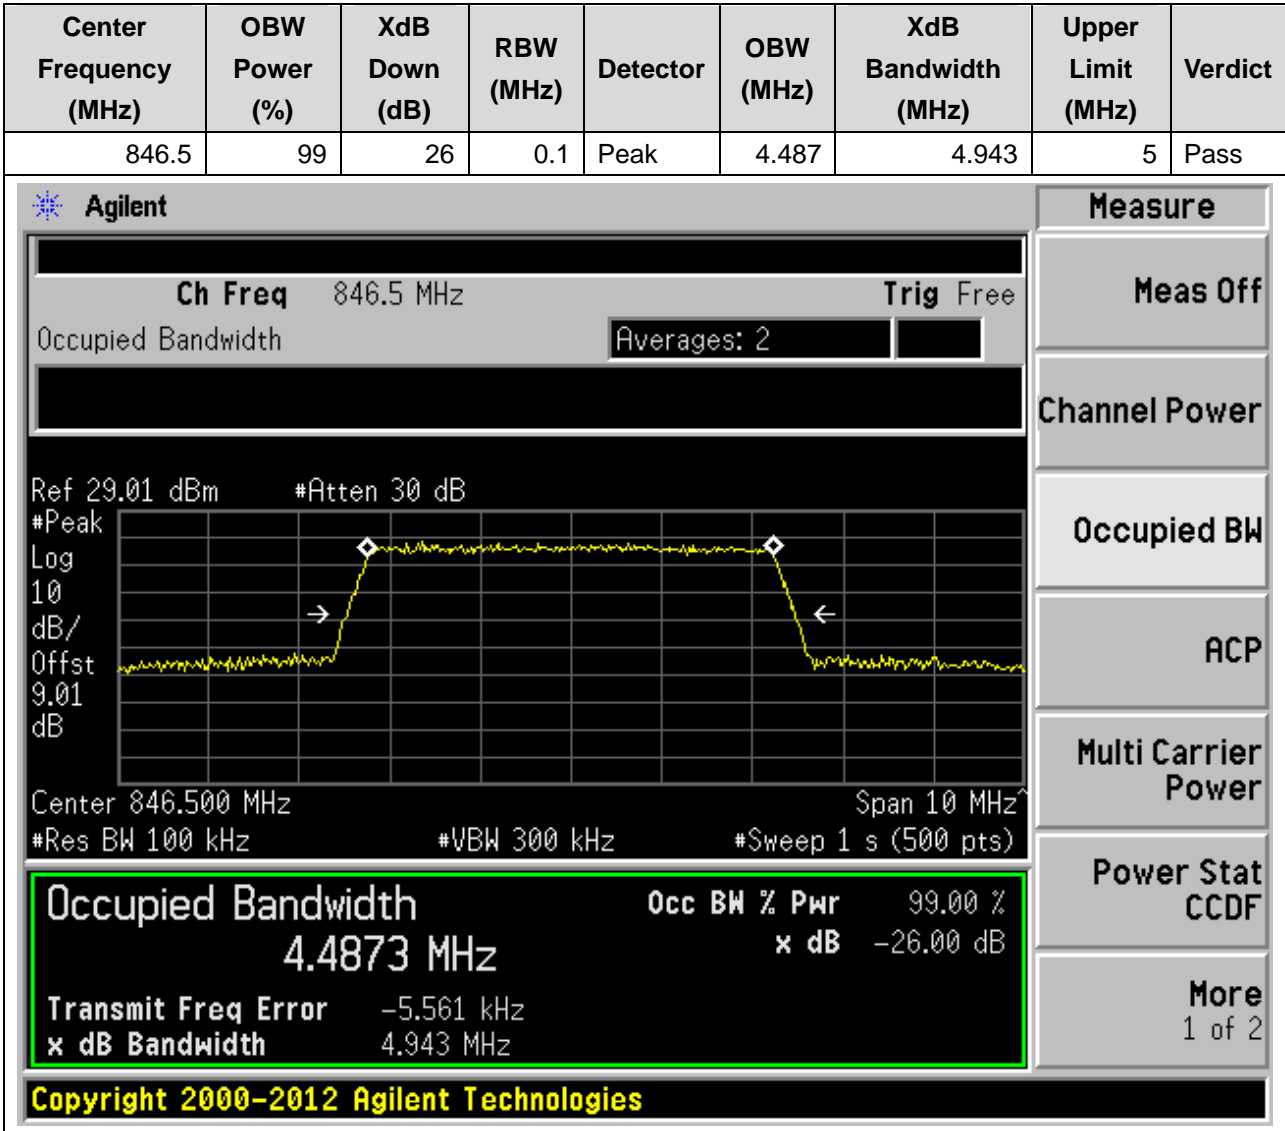 Center Frequency (MHz) OBW Power (%) XdB Down (dB) RBW (MHz) Detector OBW (MHz) XdB Bandwidth (MHz) Upper Limit (MHz) Verdict
846.5 99 26 0.1 Peak 4.487 4.943 5 Pass
Agilent
Measure
Ch Freq 846.5 MHz Trig Free
Meas Off
Occupied Bandwidth Averages: 2
Channel Power
Ref 29.01 dBm #Atten 30 dB
#Peak
Log
10
dB/
Offst
9.01
dB
Occupied BW
ACP
Multi Carrier
Power
Center 846.500 MHz Span 10 MHz^
#Res BW 100 kHz #VBW 300 kHz #Sweep 1 s (500 pts)
Power Stat
CCDF
Occupied Bandwidth Occ BW % Pwr 99.00 %
4.4873 MHz x dB -26.00 dB
Transmit Freq Error -5.561 kHz
x dB Bandwidth 4.943 MHz
More
1 of 2
Copyright 2000-2012 Agilent Technologies